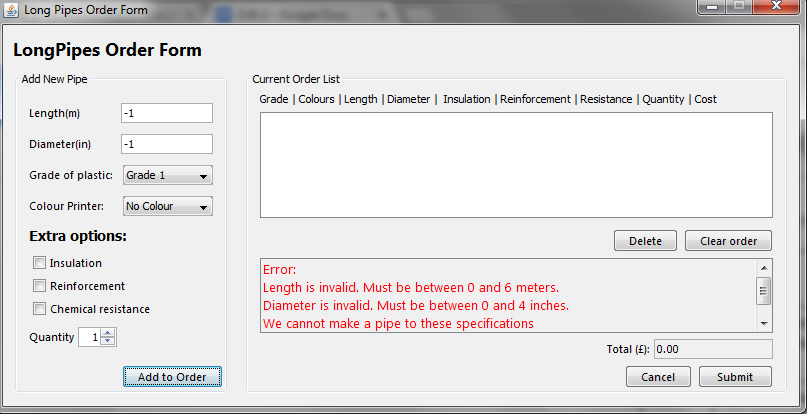 Long Pipes Order Form
LongPipes Order Form
Add New Pipe
Length(m) -1
Diameter(in) -1
Grade of plastic: Grade 1
Colour Printer: No Colour
Extra options:
Insulation
Reinforcement
Chemical resistance
Quantity 1
Add to Order
Current Order List
Grade | Colours | Length | Diameter | Insulation | Reinforcement | Resistance | Quantity | Cost
Delete Clear order
Error:
Length is invalid. Must be between 0 and 6 meters.
Diameter is invalid. Must be between 0 and 4 inches.
We cannot make a pipe to these specifications
Total (£): 0.00
Cancel Submit